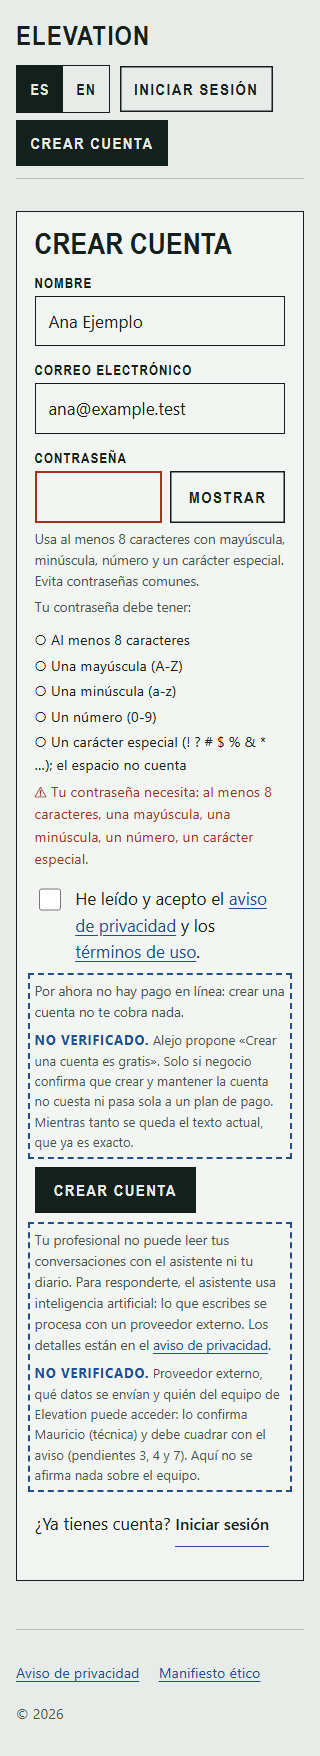 ELEVATION
ES EN INICIAR SESIÓN
CREAR CUENTA
CREAR CUENTA
NOMBRE
Ana Ejemplo
CORREO ELECTRÓNICO
ana@example.test
CONTRASEÑA
MOSTRAR
Usa al menos 8 caracteres con mayúscula,
minúscula, número y un carácter especial.
Evita contraseñas comunes.
Tu contraseña debe tener:
○ Al menos 8 caracteres
○ Una mayúscula (A-Z)
○ Una minúscula (a-z)
○ Un número (0-9)
○ Un carácter especial (! ? # $ % & *
...); el espacio no cuenta
⚠ Tu contraseña necesita: al menos 8
caracteres, una mayúscula, una
minúscula, un número, un carácter
especial.
He leído y acepto el aviso
de privacidad y los
términos de uso.
Por ahora no hay pago en línea: crear una
cuenta no te cobra nada.
NO VERIFICADO. Alejo propone «Crear
una cuenta es gratis». Solo si negocio
confirma que crear y mantener la cuenta
no cuesta ni pasa sola a un plan de pago.
Mientras tanto se queda el texto actual,
que ya es exacto.
CREAR CUENTA
Tu profesional no puede leer tus
conversaciones con el asistente ni tu
diario. Para responderte, el asistente usa
inteligencia artificial: lo que escribes se
procesa con un proveedor externo. Los
detalles están en el aviso de privacidad.
NO VERIFICADO. Proveedor externo,
qué datos se envían y quién del equipo de
Elevation puede acceder: lo confirma
Mauricio (técnica) y debe cuadrar con el
aviso (pendientes 3, 4 y 7). Aquí no se
afirma nada sobre el equipo.
¿Ya tienes cuenta? Iniciar sesión
Aviso de privacidad Manifiesto ético
© 2026